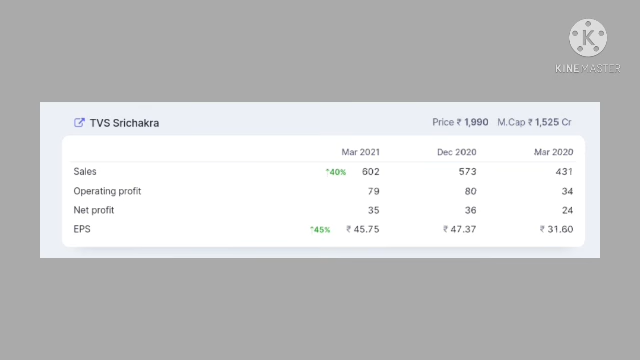 K
KINEMASTER
TVS Srichakra Price ₹ 1,990 M.Cap ₹ 1,525 Cr
Mar 2021 Dec 2020 Mar 2020
Sales ⇡40% 602 573 431
Operating profit 79 80 34
Net profit 35 36 24
EPS ⇡45% ₹ 45.75 ₹ 47.37 ₹ 31.60